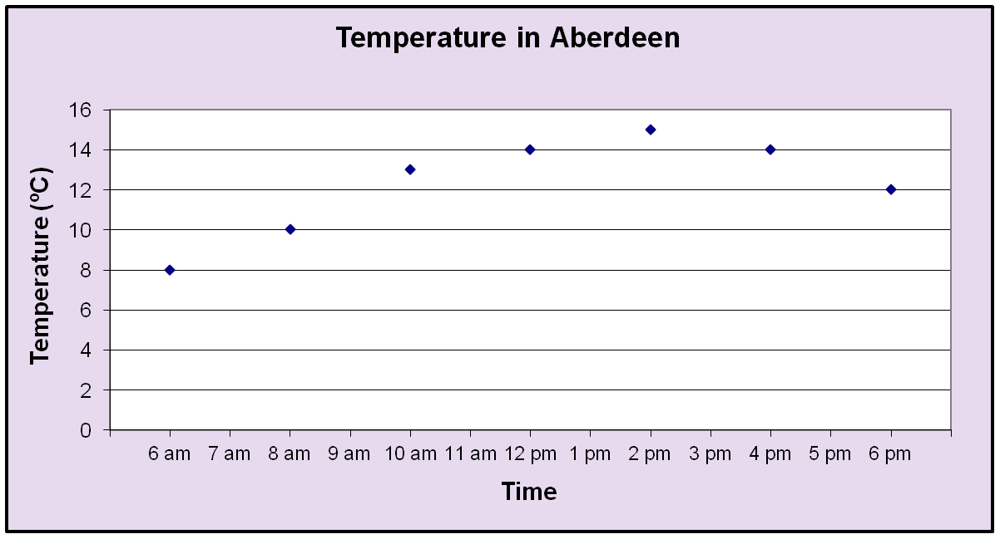 Temperature in Aberdeen
Temperature (ºC)
16
14
12
10
8
6
4
2
0
6 am 7 am 8 am 9 am 10 am 11 am 12 pm 1 pm 2 pm 3 pm 4 pm 5 pm 6 pm
Time